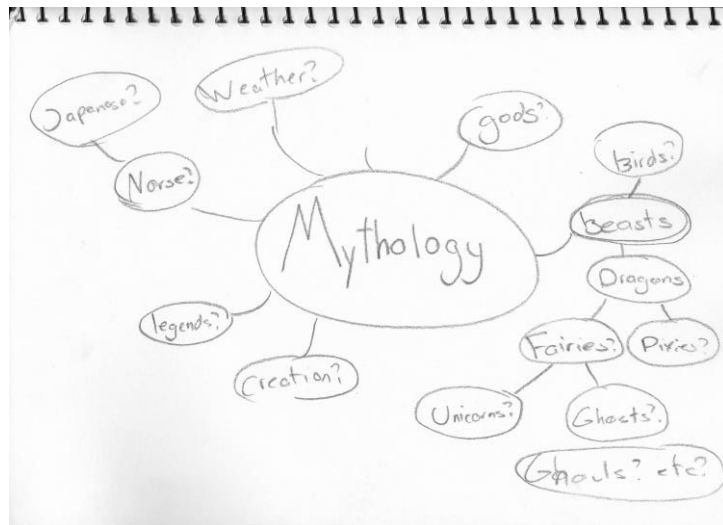 Weather?
Japanese?
gods?
Birds?
Norse?
Beasts
Mythology
Dragons
legends?
Fairies?
Pixies?
Creation?
Unicorns?
Ghosts?
Ghouls? etc?